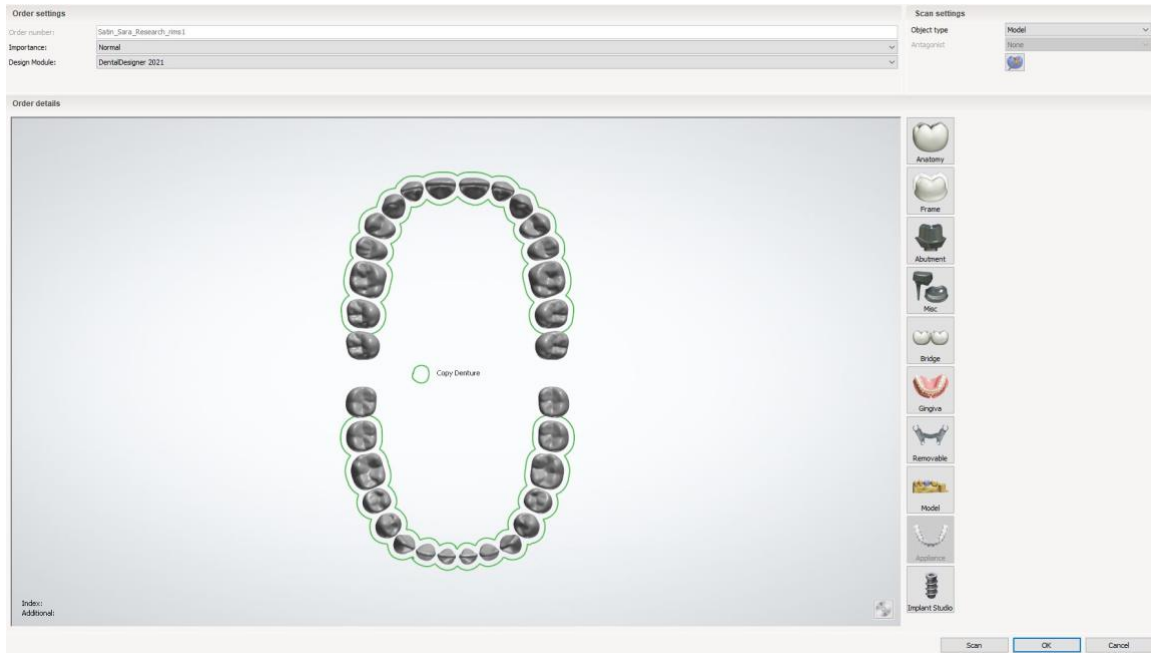 Order settings
Order number:
Satin_Sara_Research_rims1
Importance:
Normal
Design Module:
DentalDesigner 2021
Scan settings
Object type
Model
Antagonist
None
Order details
Copy Denture
Index:
Additional:
Anatomy
Frame
Abutment
Misc
Bridge
Gingiva
Removable
Model
Appliance
Implant Studio
Scan
OK
Cancel